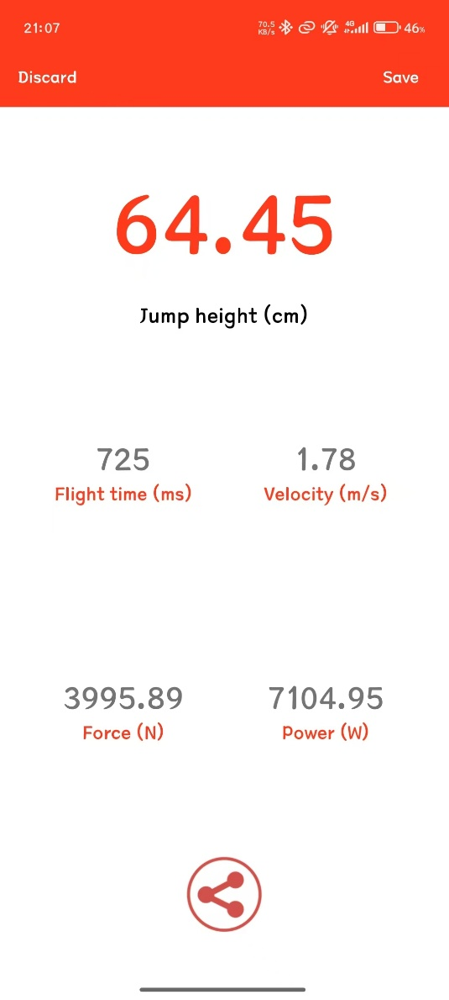 21:07 70.5 KB/s 4G 46%
Discard Save
64.45
Jump height (cm)
725 1.78
Flight time (ms) Velocity (m/s)
3995.89 7104.95
Force (N) Power (W)